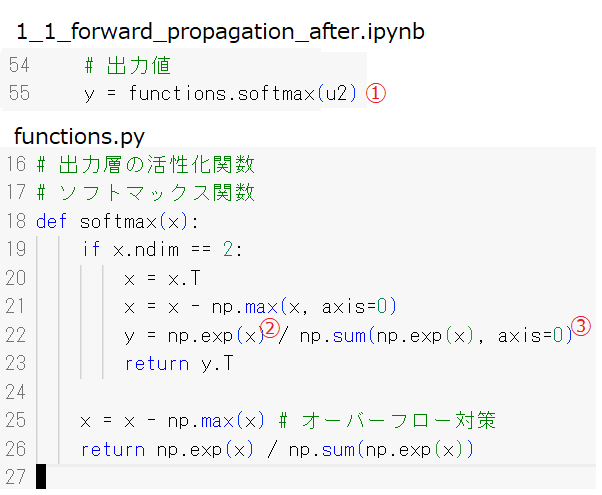 1_1_forward_propagation_after.ipynb
54 # 出力値
55 y = functions.softmax(u2) ①
functions.py
16 # 出力層の活性化関数
17 # ソフトマックス関数
18 def softmax(x):
19 if x.ndim == 2:
20 x = x.T
21 x = x - np.max(x, axis=0)
22 y = np.exp(x)② / np.sum(np.exp(x), axis=0)③
23 return y.T
24
25 x = x - np.max(x) # オーバーフロー対策
26 return np.exp(x) / np.sum(np.exp(x))
27